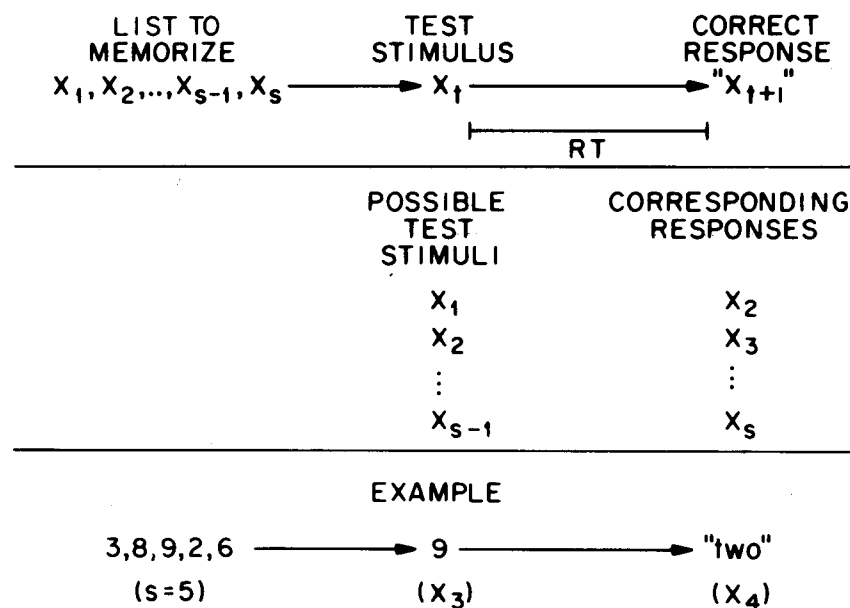 LIST TO MEMORIZE TEST STIMULUS CORRECT RESPONSE
X₁, X₂,..,Xₛ₋₁, Xₛ Xₜ "Xₜ₊₁"
RT
POSSIBLE TEST STIMULI CORRESPONDING RESPONSES
X₁ X₂
X₂ X₃
⋮ ⋮
Xₛ₋₁ Xₛ
EXAMPLE
3,8,9,2,6 9 "two"
(s=5) (X₃) (X₄)